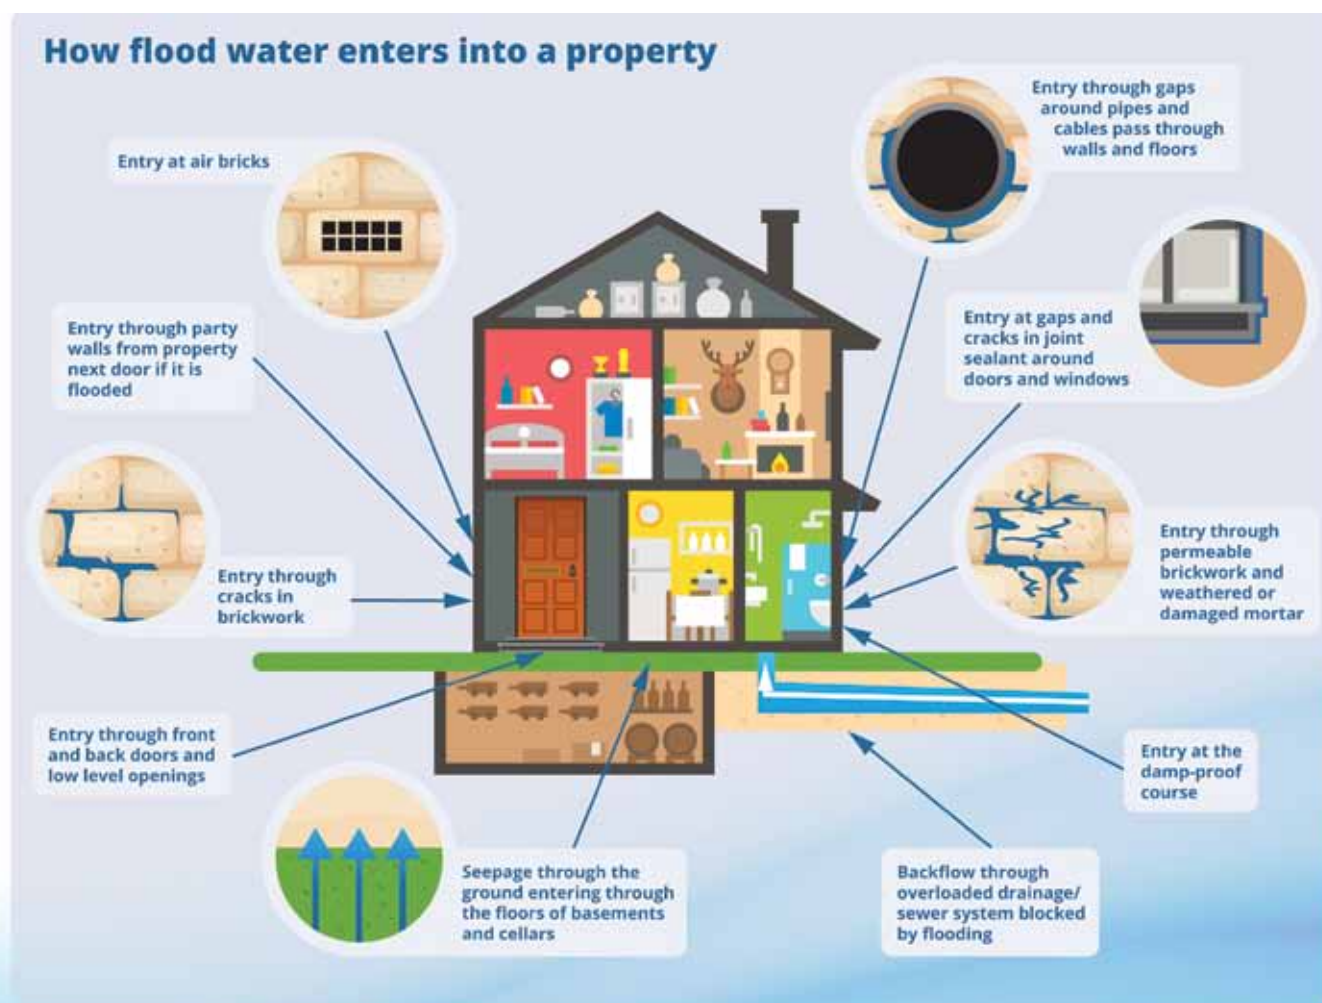 How flood water enters into a property
Entry at air bricks
Entry through gaps
around pipes and
cables pass through
walls and floors
Entry through party
walls from property
next door if it is
flooded
Entry at gaps and
cracks in joint
sealant around
doors and windows
Entry through
cracks in
brickwork
Entry through
permeable
brickwork and
weathered or
damaged mortar
Entry through front
and back doors and
low level openings
Entry at the
damp-proof
course
Seepage through the
ground entering through
the floors of basements
and cellars
Backflow through
overloaded drainage/
sewer system blocked
by flooding